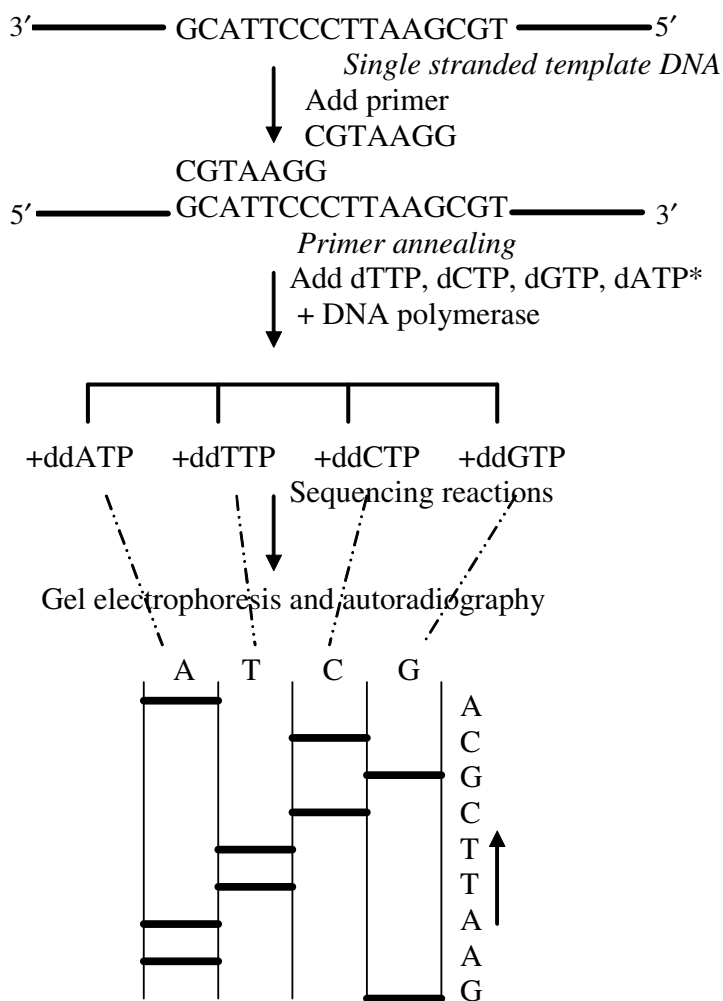 3′ GCATTCCCTTAAGCGT 5′
Single stranded template DNA
Add primer
CGTAAGG
CGTAAGG
5′ GCATTCCCTTAAGCGT 3′
Primer annealing
Add dTTP, dCTP, dGTP, dATP*
+ DNA polymerase
+ddATP +ddTTP +ddCTP +ddGTP
Sequencing reactions
Gel electrophoresis and autoradiography
A T C G
A
C
G
C
T
T
A
A
G